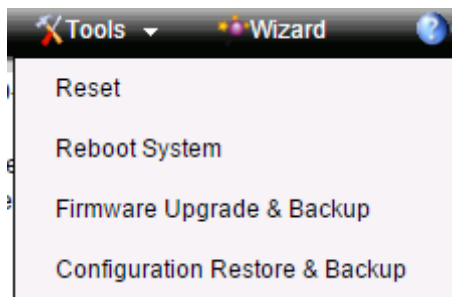 Tools Wizard
Reset
Reboot System
Firmware Upgrade & Backup
Configuration Restore & Backup